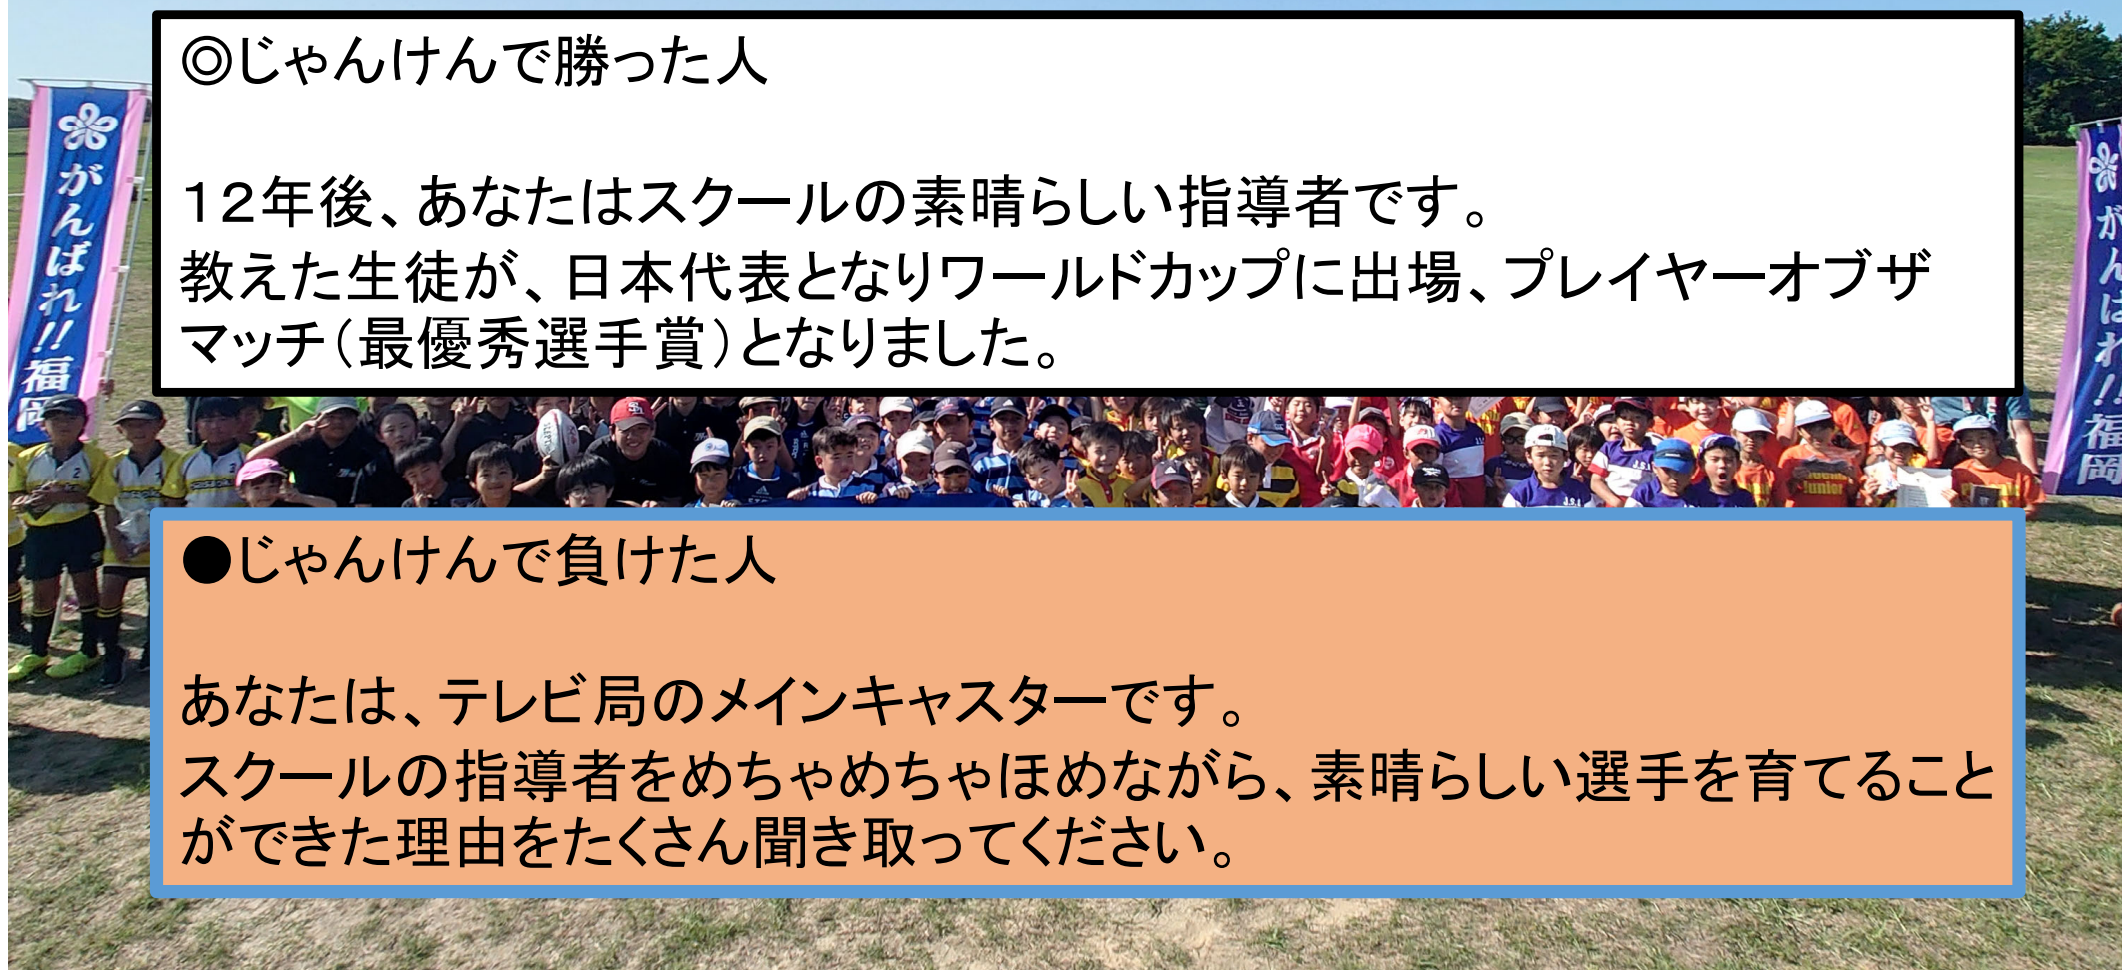 ◎じゃんけんで勝った人
１２年後、あなたはスクールの素晴らしい指導者です。
教えた生徒が、日本代表となりワールドカップに出場、プレイヤーオブザ
マッチ（最優秀選手賞）となりました。
がんばれ!!福岡
がんばれ!!福岡
●じゃんけんで負けた人
あなたは、テレビ局のメインキャスターです。
スクールの指導者をめちゃめちゃほめながら、素晴らしい選手を育てること
ができた理由をたくさん聞き取ってください。